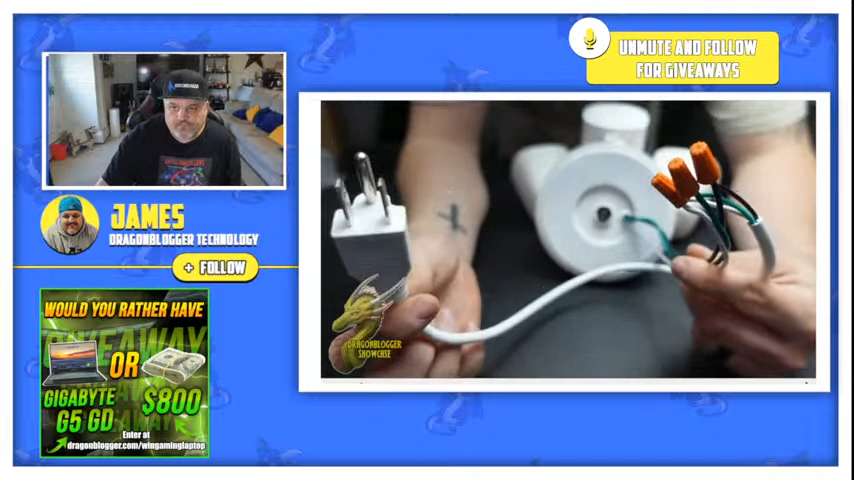 UNMUTE AND FOLLOW
FOR GIVEAWAYS
JAMES
DRAGONBLOGGER TECHNOLOGY
+ FOLLOW
WOULD YOU RATHER HAVE
GIVEAWAY
OR
GIGABYTE
G5 GD
$800
Enter at
dragonblogger.com/wingaminglaptop
DRAGONBLOGGER
SHOWCASE